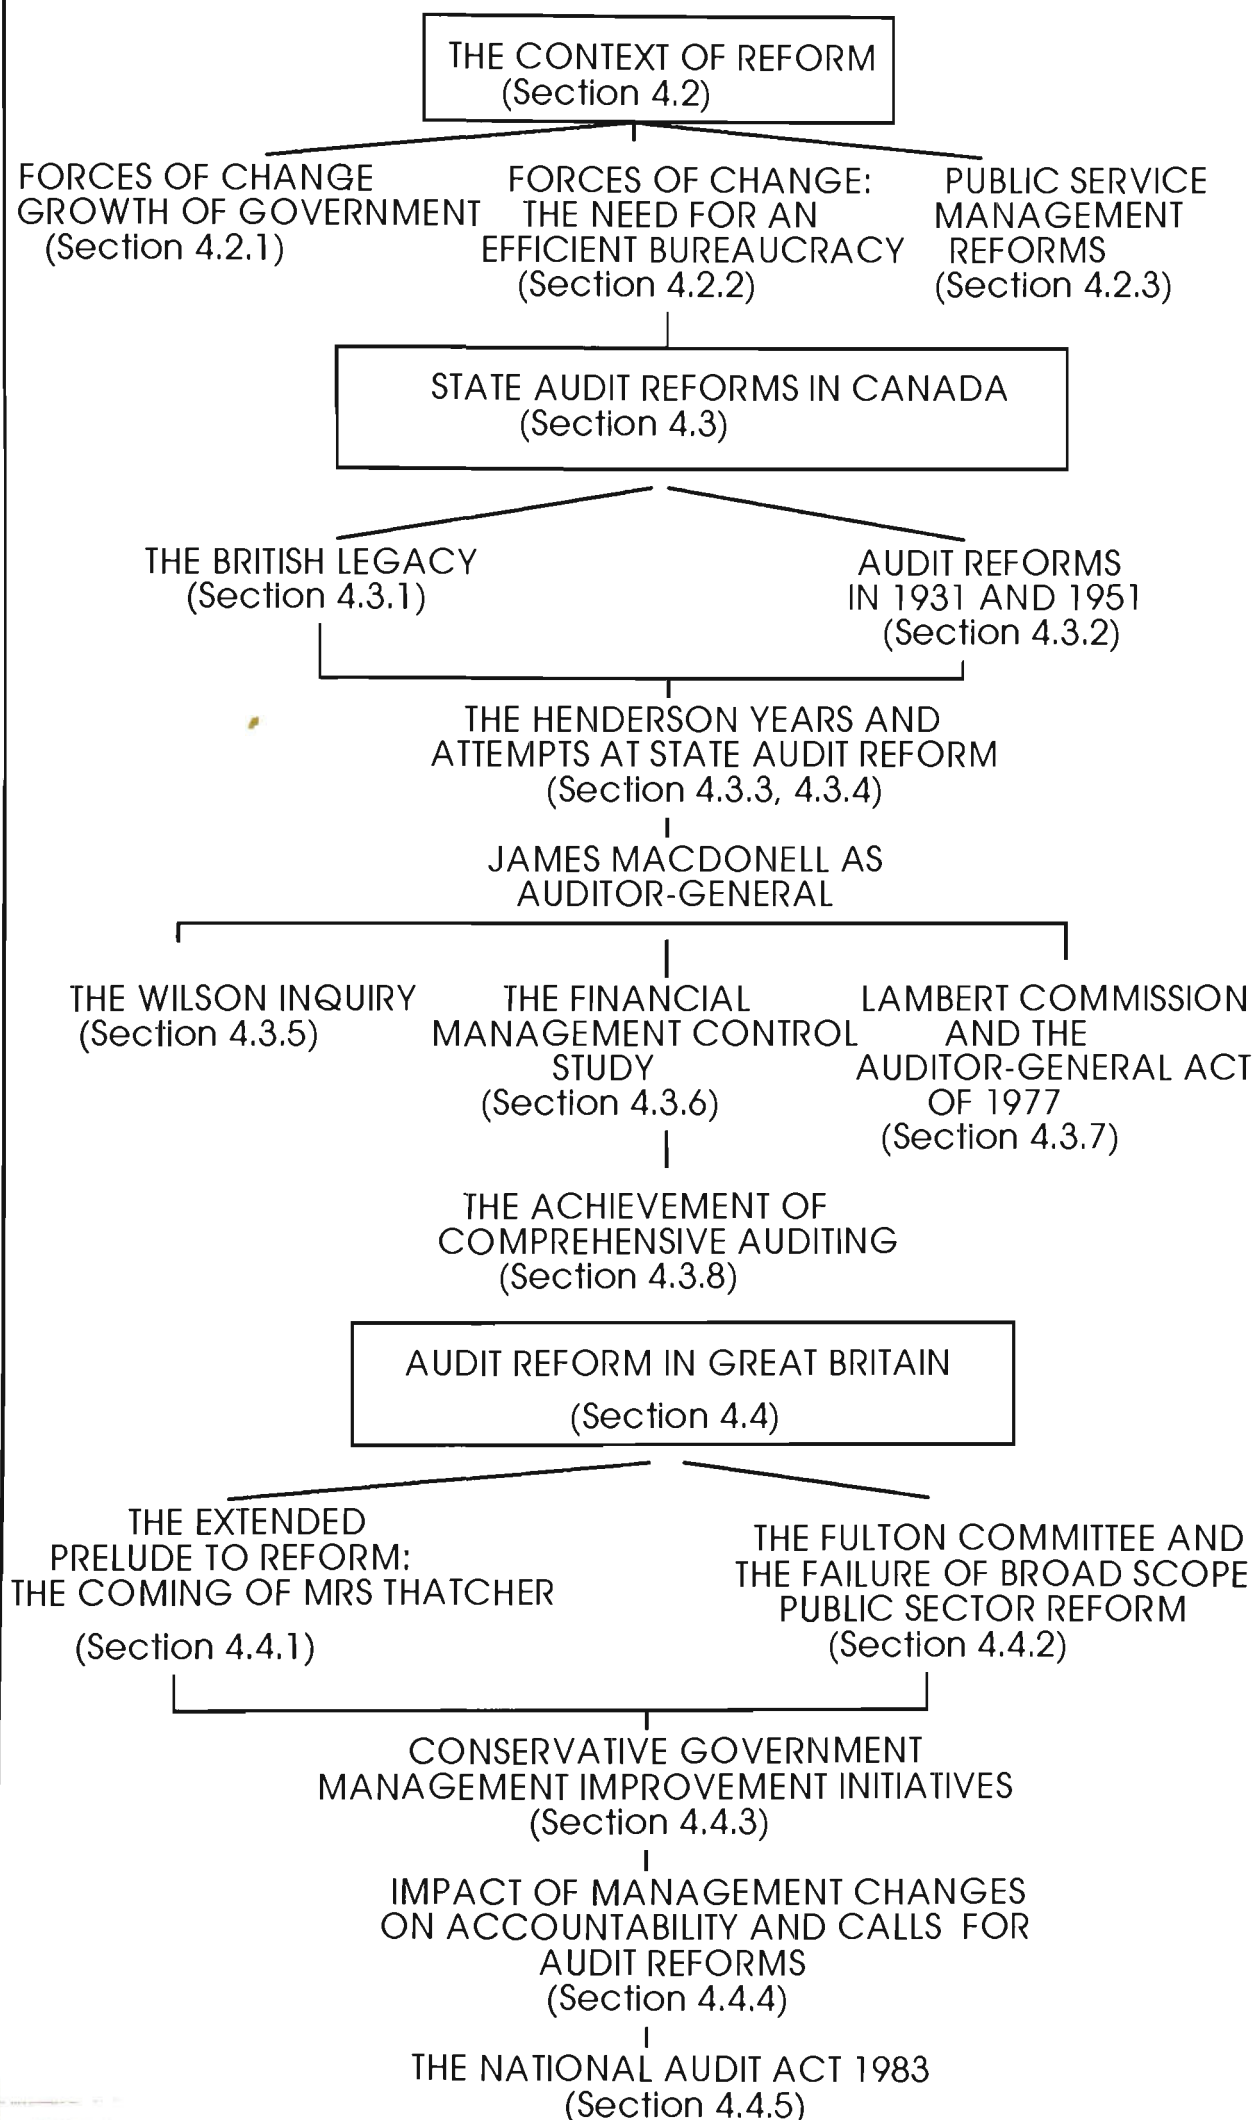 THE CONTEXT OF REFORM
(Section 4.2)
FORCES OF CHANGE
GROWTH OF GOVERNMENT
(Section 4.2.1)
FORCES OF CHANGE:
THE NEED FOR AN
EFFICIENT BUREAUCRACY
(Section 4.2.2)
PUBLIC SERVICE
MANAGEMENT
REFORMS
(Section 4.2.3)
STATE AUDIT REFORMS IN CANADA
(Section 4.3)
THE BRITISH LEGACY
(Section 4.3.1)
AUDIT REFORMS
IN 1931 AND 1951
(Section 4.3.2)
THE HENDERSON YEARS AND
ATTEMPTS AT STATE AUDIT REFORM
(Section 4.3.3, 4.3.4)
JAMES MACDONELL AS
AUDITOR-GENERAL
THE WILSON INQUIRY
(Section 4.3.5)
THE FINANCIAL
MANAGEMENT CONTROL
STUDY
(Section 4.3.6)
LAMBERT COMMISSION
AND THE
AUDITOR-GENERAL ACT
OF 1977
(Section 4.3.7)
THE ACHIEVEMENT OF
COMPREHENSIVE AUDITING
(Section 4.3.8)
AUDIT REFORM IN GREAT BRITAIN
(Section 4.4)
THE EXTENDED
PRELUDE TO REFORM:
THE COMING OF MRS THATCHER
(Section 4.4.1)
THE FULTON COMMITTEE AND
THE FAILURE OF BROAD SCOPE
PUBLIC SECTOR REFORM
(Section 4.4.2)
CONSERVATIVE GOVERNMENT
MANAGEMENT IMPROVEMENT INITIATIVES
(Section 4.4.3)
IMPACT OF MANAGEMENT CHANGES
ON ACCOUNTABILITY AND CALLS FOR
AUDIT REFORMS
(Section 4.4.4)
THE NATIONAL AUDIT ACT 1983
(Section 4.4.5)